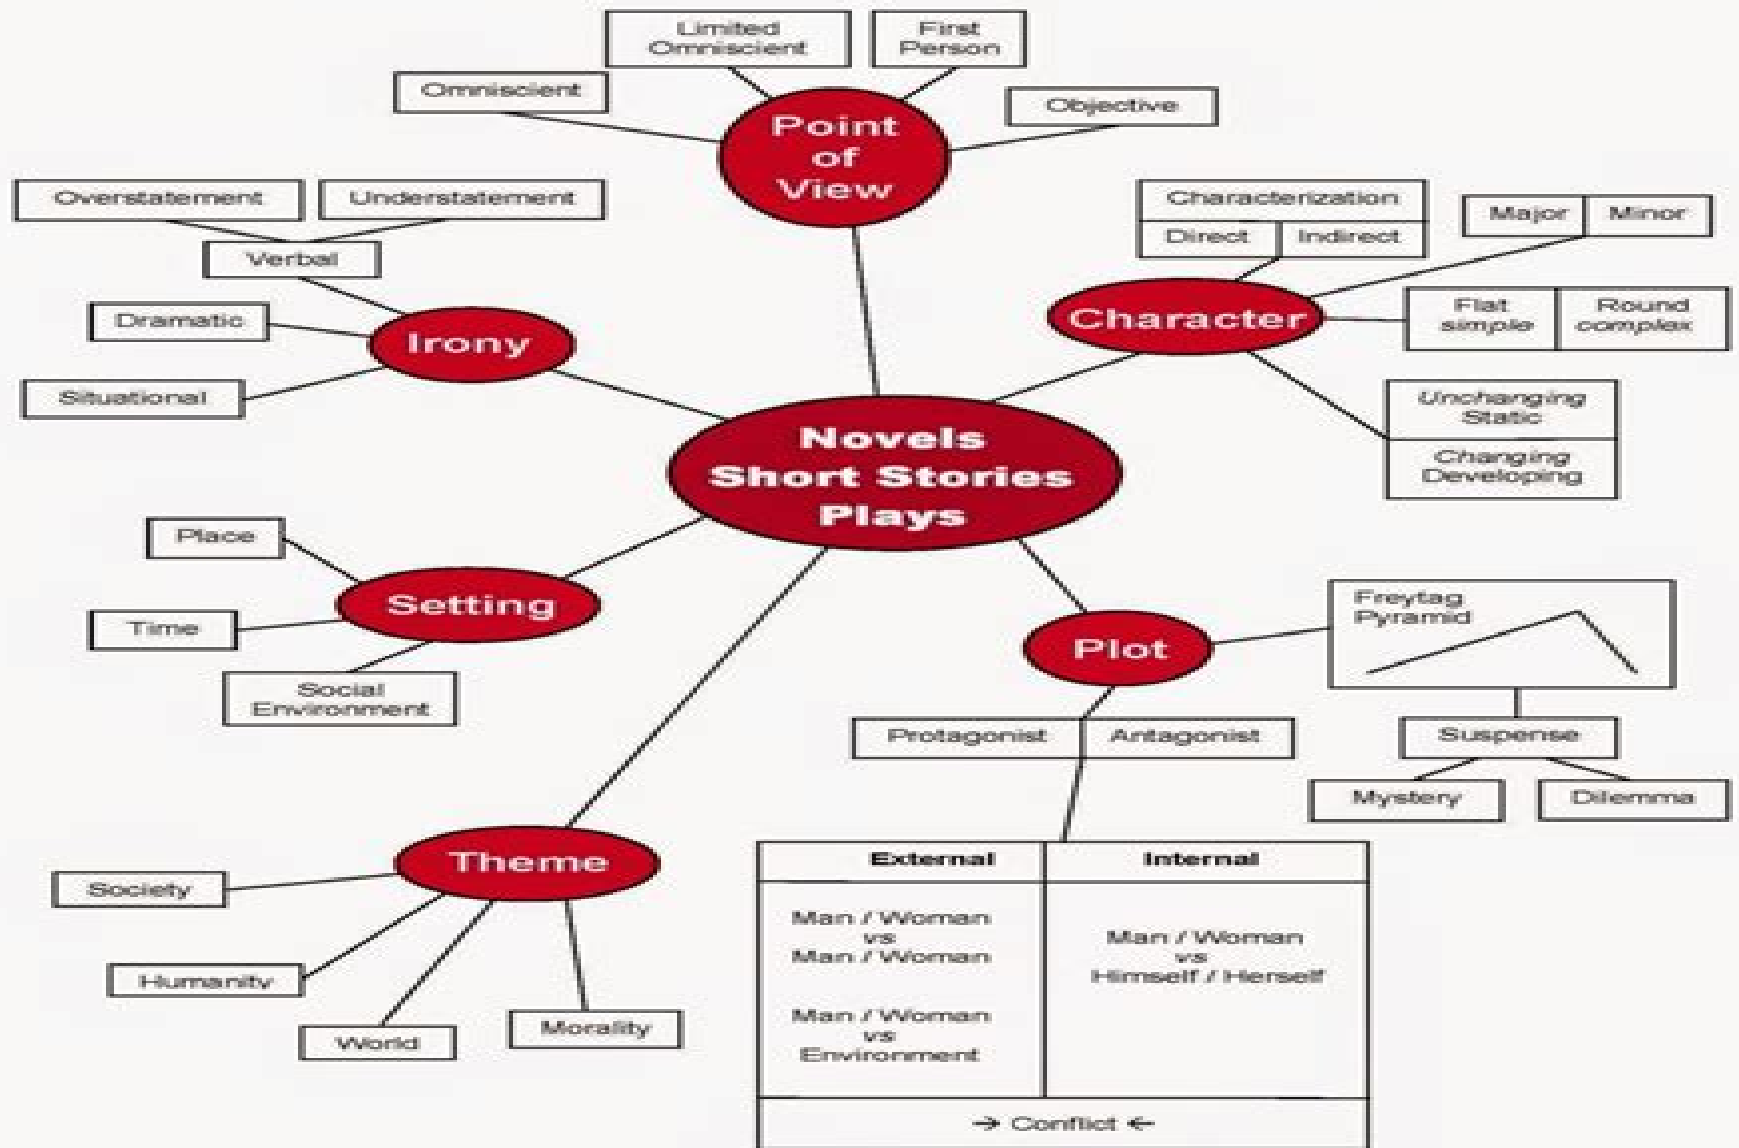 Limited
Omniscient
First
Person
Omniscient
Objective
Point
of
View
Overstatement
Understatement
Verbal
Dramatic
Situational
Irony
Characterization
Direct
Indirect
Major
Minor
Character
Flat
simple
Round
complex
Unchanging
Static
Changing
Developing
Novels
Short Stories
Plays
Place
Time
Social
Environment
Setting
Plot
Freytag
Pyramid
Suspense
Mystery
Dilemma
Protagonist
Antagonist
Theme
Society
Humanity
World
Morality
External
Internal
Man / Woman
vs
Man / Woman
Man / Woman
vs
Environment
Man / Woman
vs
Himself / Herself
→ Conflict ←